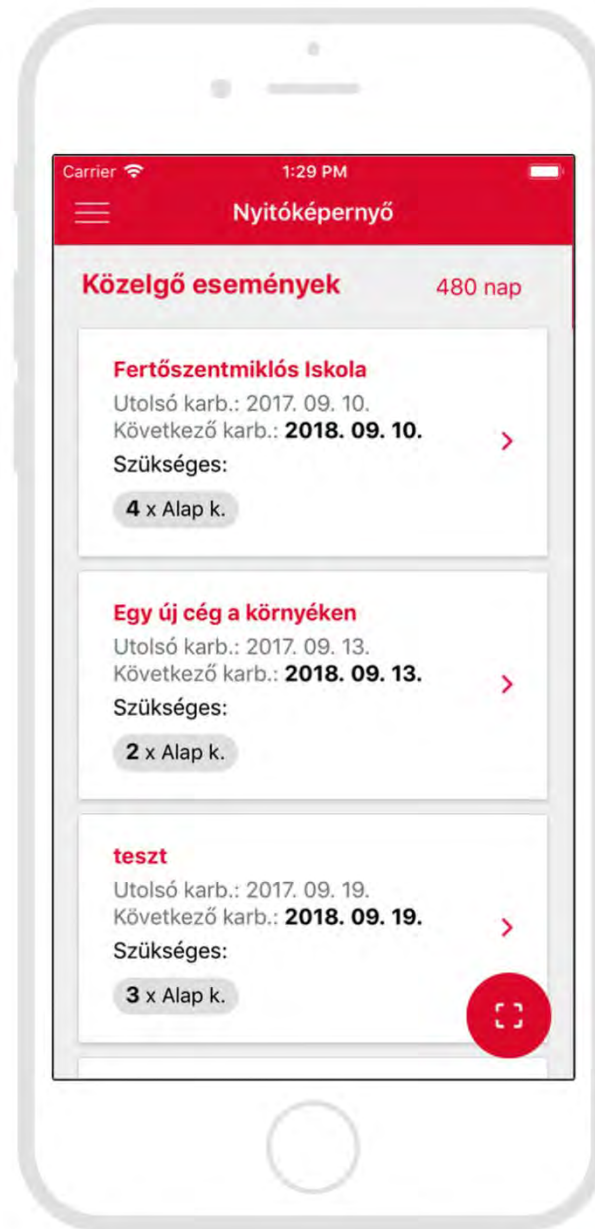 Carrier 1:29 PM
Nyitóképernyő
Közelgő események 480 nap
Fertőszentmiklós Iskola
Utolsó karb.: 2017. 09. 10.
Következő karb.: 2018. 09. 10.
Szükséges:
4 x Alap k.
Egy új cég a környéken
Utolsó karb.: 2017. 09. 13.
Következő karb.: 2018. 09. 13.
Szükséges:
2 x Alap k.
teszt
Utolsó karb.: 2017. 09. 19.
Következő karb.: 2018. 09. 19.
Szükséges:
3 x Alap k.